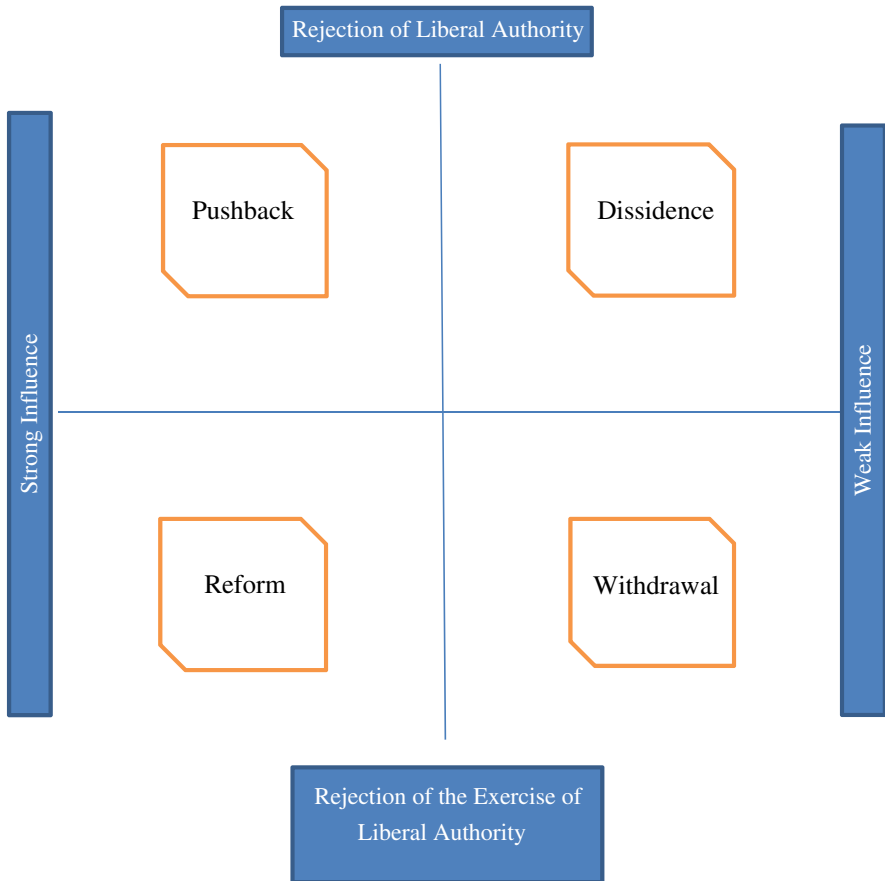 Rejection of Liberal Authority
Pushback
Dissidence
Strong Influence
Weak Influence
Reform
Withdrawal
Rejection of the Exercise of
Liberal Authority